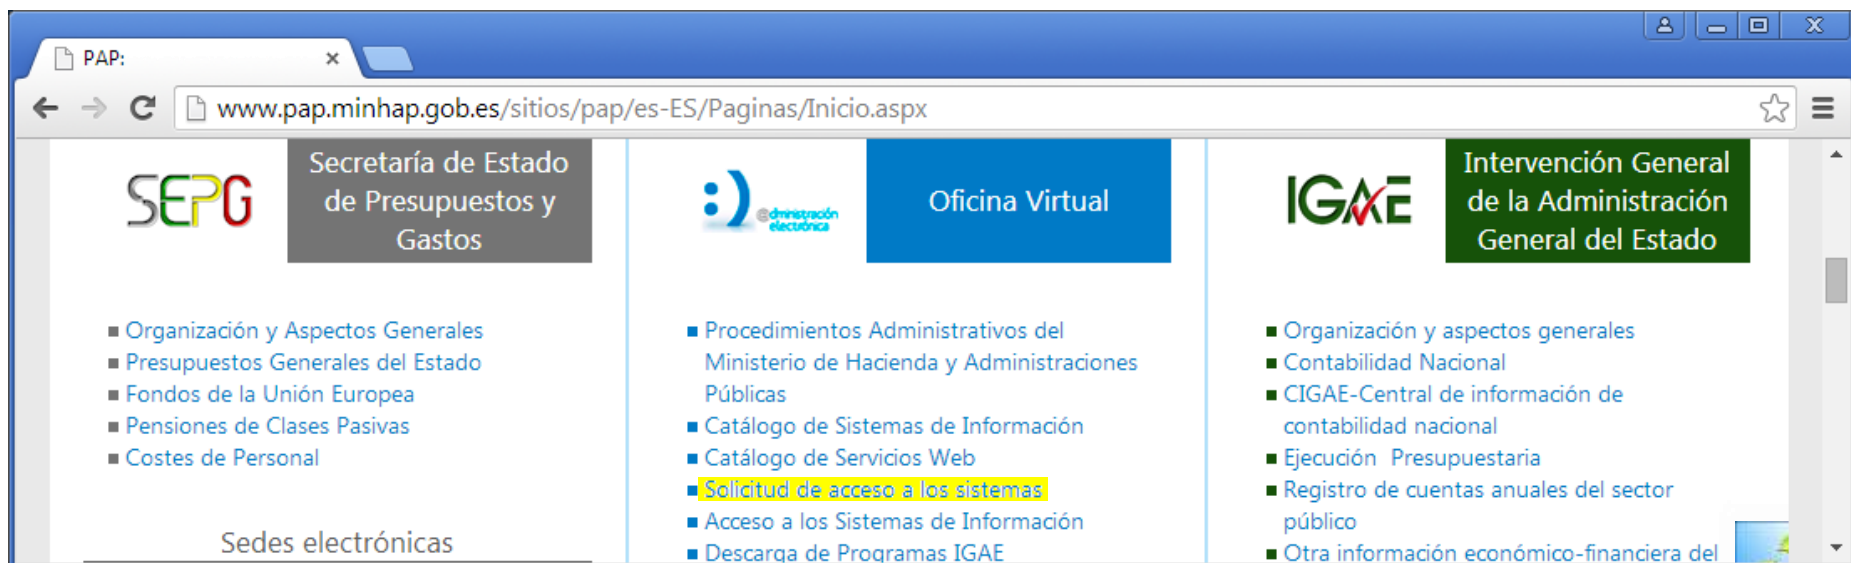 PAP:
www.pap.minhap.gob.es/sitios/pap/es-ES/Paginas/Inicio.aspx
SEPG
Secretaría de Estado
de Presupuestos y
Gastos
Organización y Aspectos Generales
Presupuestos Generales del Estado
Fondos de la Unión Europea
Pensiones de Clases Pasivas
Costes de Personal
Sedes electrónicas
:)
@dministración
electrónica
Oficina Virtual
Procedimientos Administrativos del
Ministerio de Hacienda y Administraciones
Públicas
Catálogo de Sistemas de Información
Catálogo de Servicios Web
Solicitud de acceso a los sistemas
Acceso a los Sistemas de Información
Descarga de Programas IGAE
IGAE
Intervención General
de la Administración
General del Estado
Organización y aspectos generales
Contabilidad Nacional
CIGAE-Central de información de
contabilidad nacional
Ejecución  Presupuestaria
Registro de cuentas anuales del sector
público
Otra información económico-financiera del